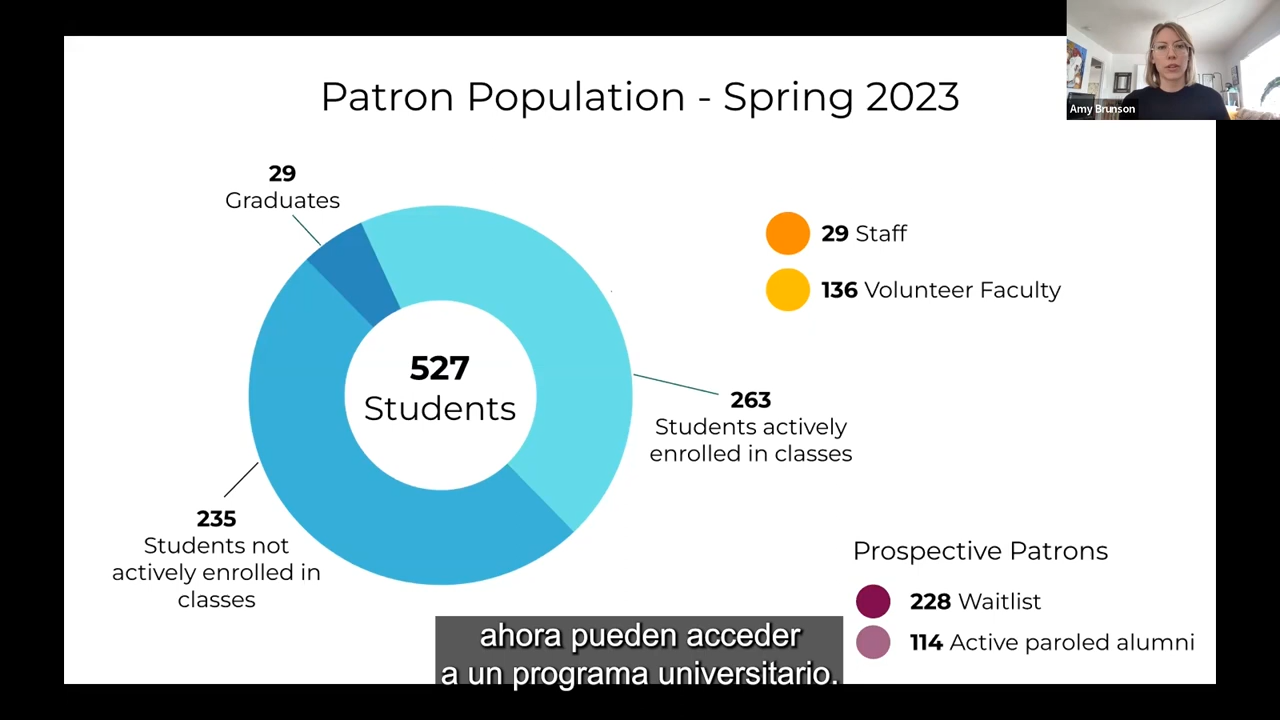 Patron Population - Spring 2023
Amy Brunson
29
Graduates
527
Students
29 Staff
136 Volunteer Faculty
263
Students actively
enrolled in classes
235
Students not
actively enrolled in
classes
Prospective Patrons
228 Waitlist
114 Active paroled alumni
ahora pueden acceder
a un programa universitario.